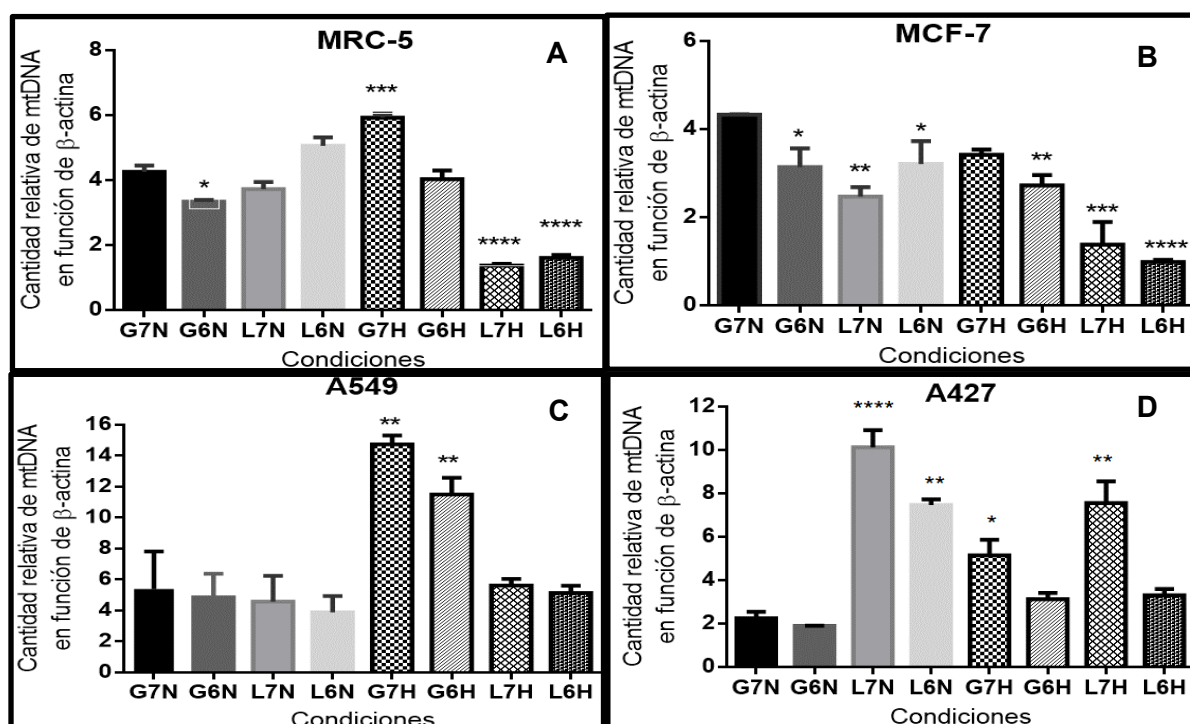 MRC-5
A
Cantidad relativa de mtDNA
en función de β-actina
8
6
4
2
0
***
*
****
****
G7N G6N L7N L6N G7H G6H L7H L6H
Condiciones
MCF-7
B
Cantidad relativa de mtDNA
en función de β-actina
6
4
2
0
*
**
*
**
***
****
G7N G6N L7N L6N G7H G6H L7H L6H
Condiciones
A549
C
Cantidad relativa de mtDNA
en función de β-actina
16
14
12
10
8
6
4
2
0
**
**
G7N G6N L7N L6N G7H G6H L7H L6H
Condiciones
A427
D
Cantidad relativa de mtDNA
en función de β-actina
12
10
8
6
4
2
0
****
**
*
**
G7N G6N L7N L6N G7H G6H L7H L6H
Condiciones